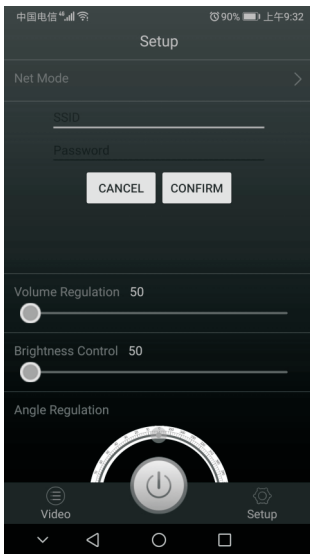 中国电信 4G 90% 上午9:32
Setup
Net Mode
SSID
Password
CANCEL CONFIRM
Volume Regulation 50
Brightness Control 50
Angle Regulation
Video Setup